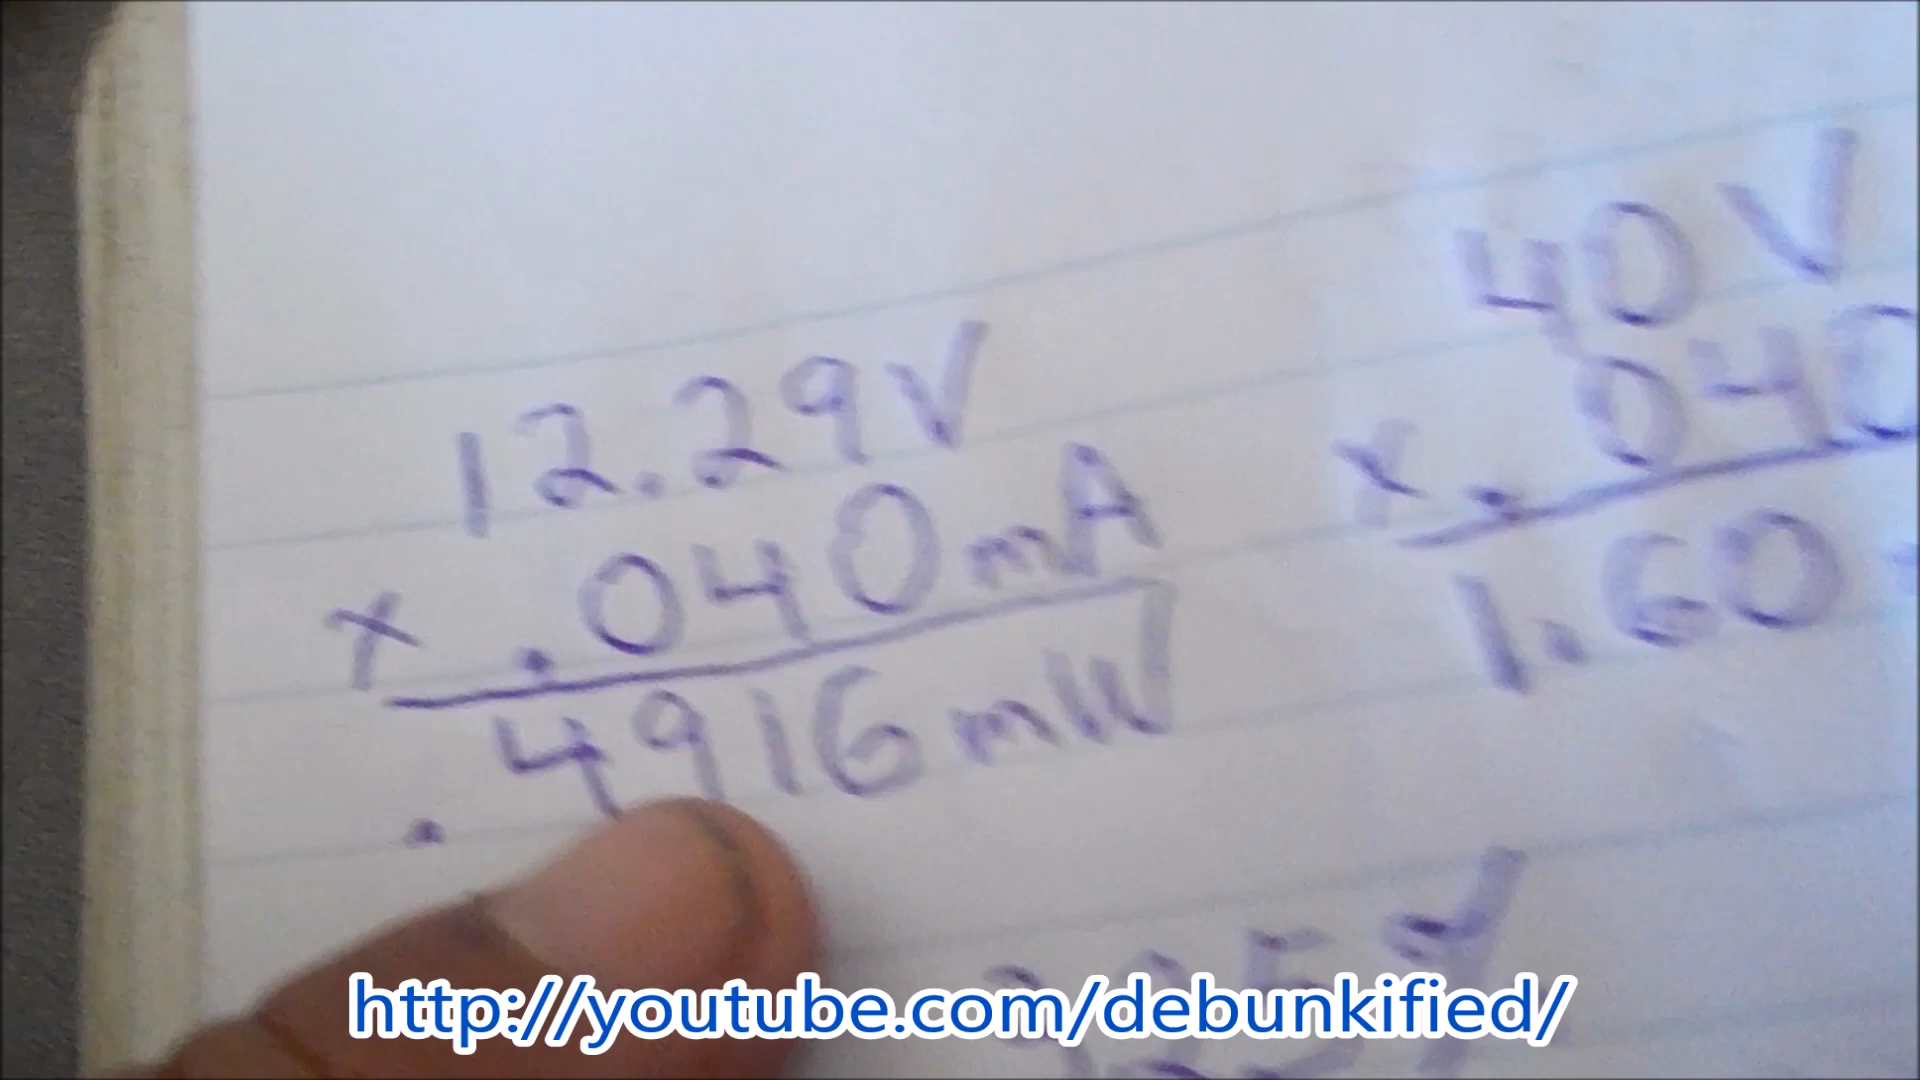 12.29V
x .040mA
.4916mW
40V
x .040
1.60
http://youtube.com/debunkified/